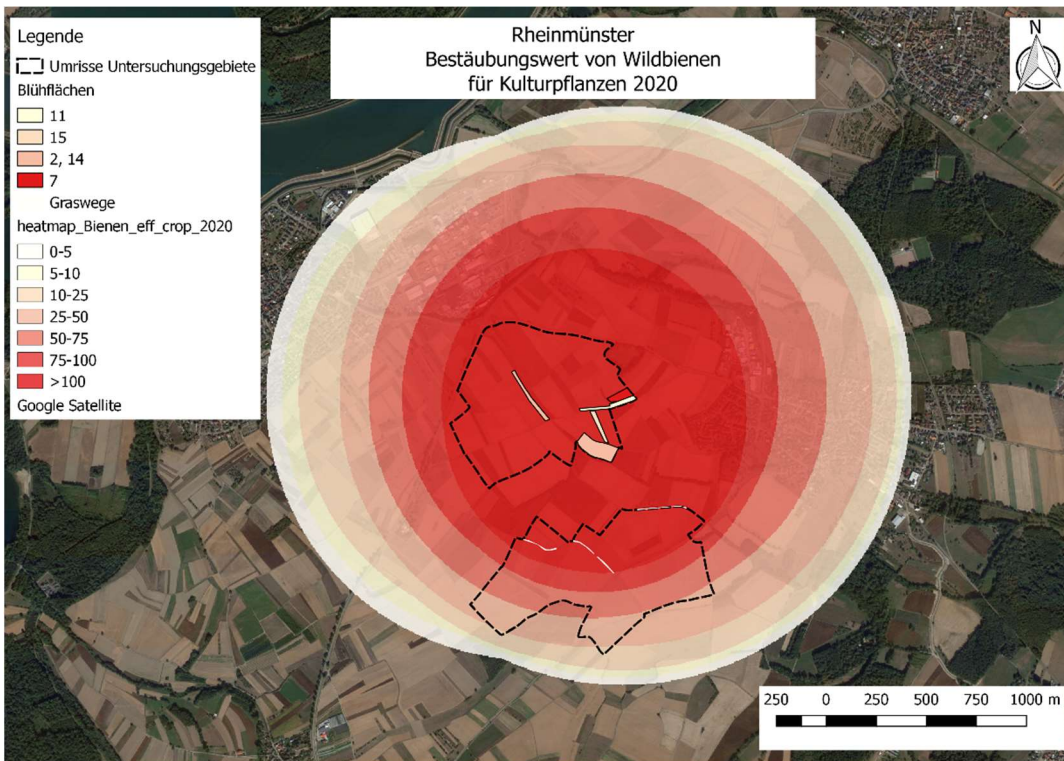 Legende
Umrisse Untersuchungsgebiete
Blühflächen
11
15
2, 14
7
Graswege
heatmap_Bienen_eff_crop_2020
0-5
5-10
10-25
25-50
50-75
75-100
>100
Google Satellite
Rheinmünster
Bestäubungswert von Wildbienen
für Kulturpflanzen 2020
N
250 0 250 500 750 1000 m